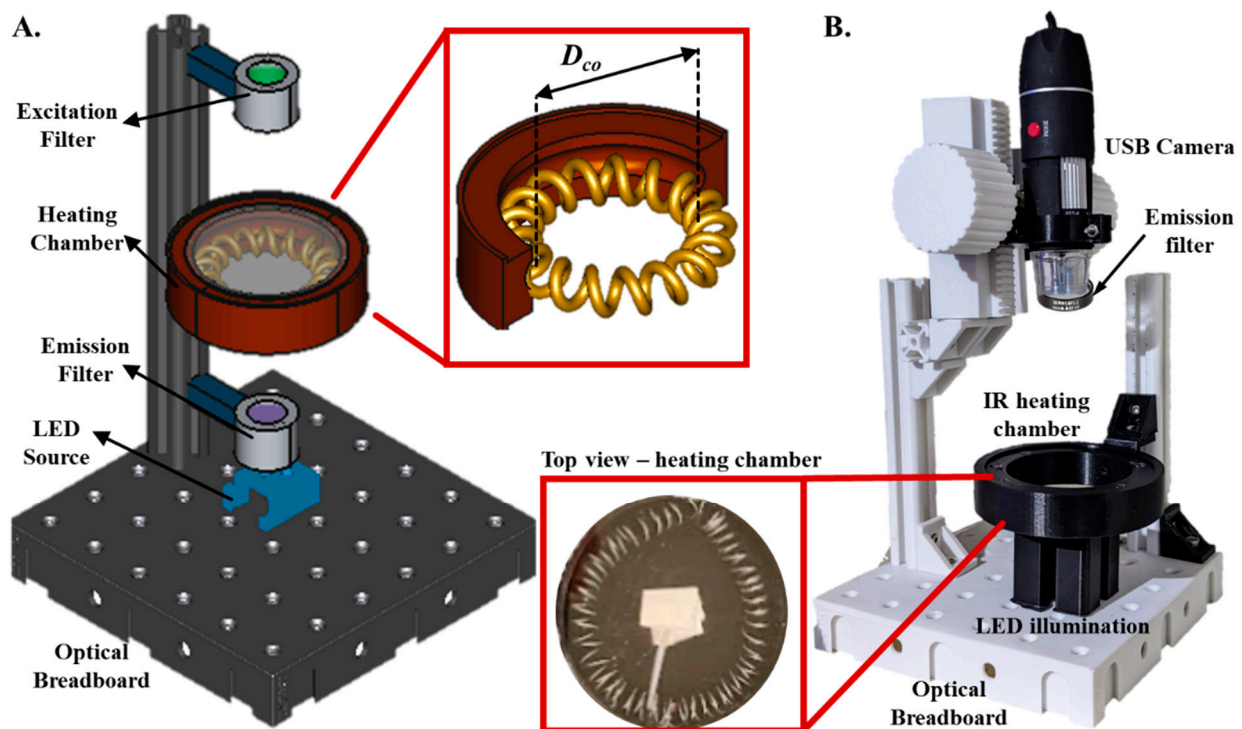 A.
Excitation
Filter
Heating
Chamber
Emission
Filter
LED
Source
Optical
Breadboard
D_co
Top view – heating chamber
B.
USB Camera
Emission
filter
IR heating
chamber
LED illumination
Optical
Breadboard